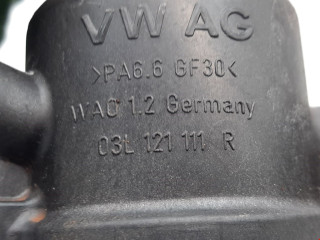 VW AG
>PA6.6 GF30<
WAO 1.2 Germany
03L 121 111 R